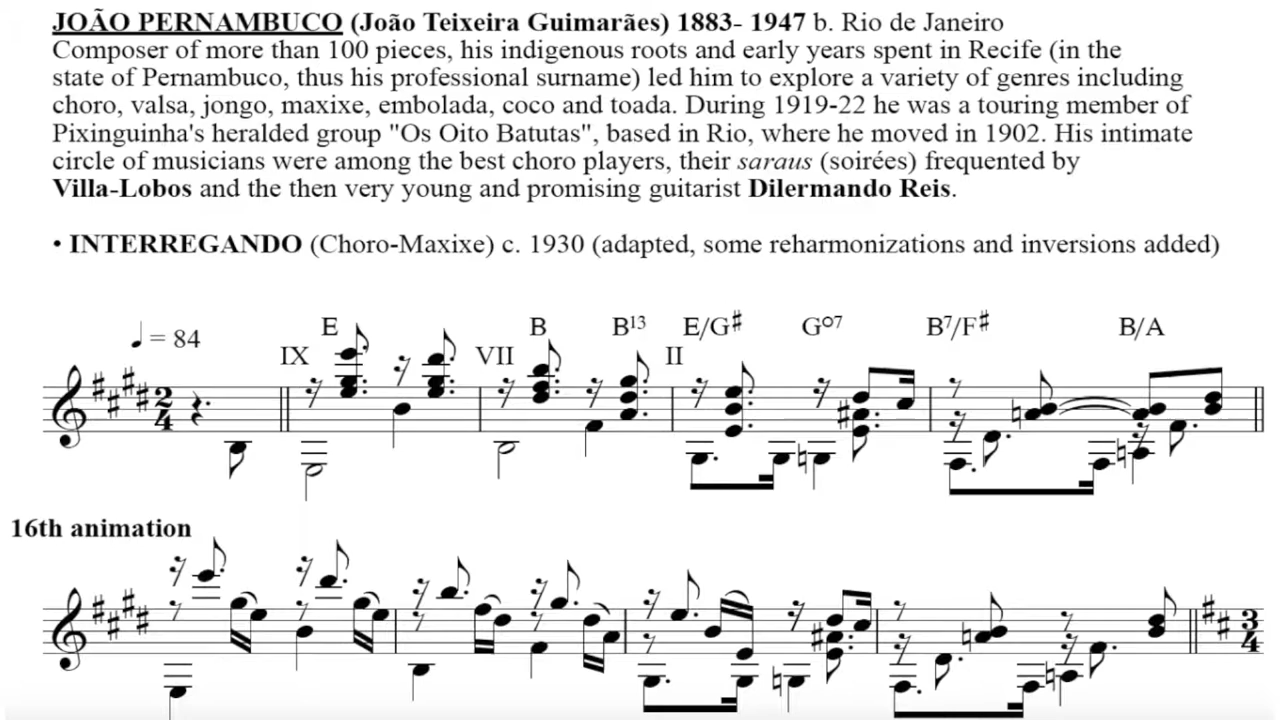 JOÃO PERNAMBUCO (João Teixeira Guimarães) 1883- 1947 b. Rio de Janeiro
Composer of more than 100 pieces, his indigenous roots and early years spent in Recife (in the
state of Pernambuco, thus his professional surname) led him to explore a variety of genres including
choro, valsa, jongo, maxixe, embolada, coco and toada. During 1919-22 he was a touring member of
Pixinguinha's heralded group "Os Oito Batutas", based in Rio, where he moved in 1902. His intimate
circle of musicians were among the best choro players, their saraus (soirées) frequented by
Villa-Lobos and the then very young and promising guitarist Dilermando Reis.
• INTERREGANDO (Choro-Maxixe) c. 1930 (adapted, some reharmonizations and inversions added)
♩ = 84 E B B13 E/G♯ G°7 B7/F♯ B/A
IX VII II
2
4
16th animation
3
4